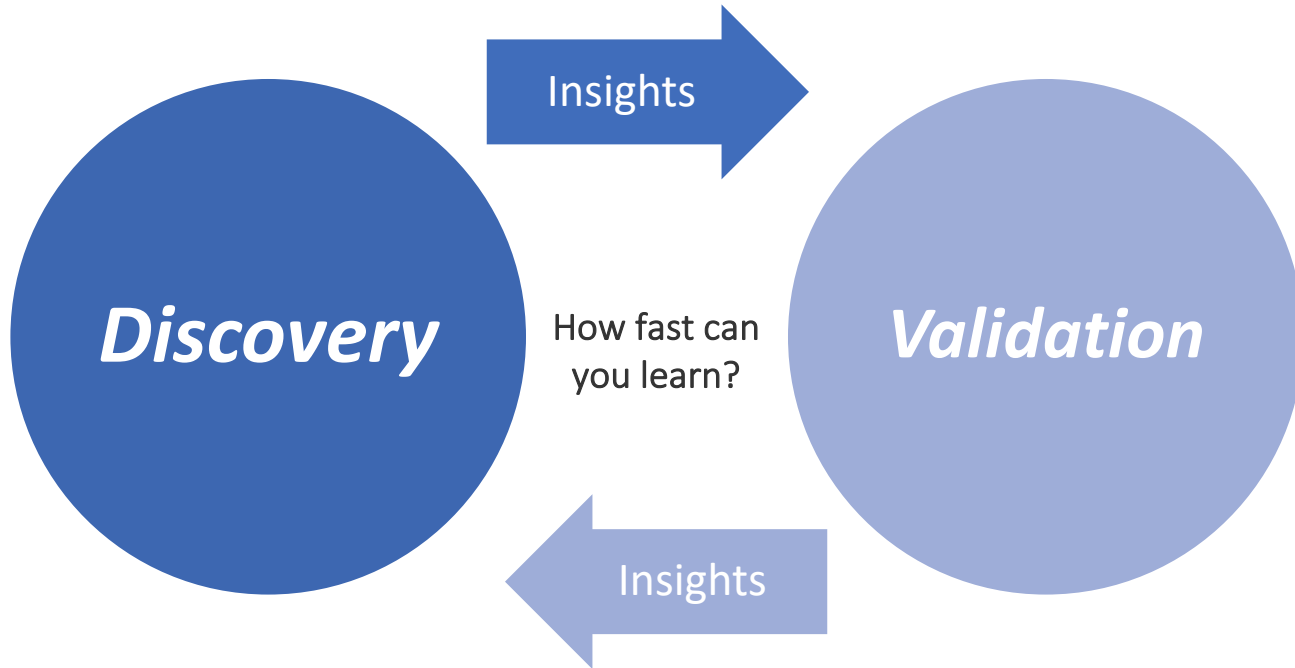 Insights
Discovery
How fast can
you learn?
Validation
Insights